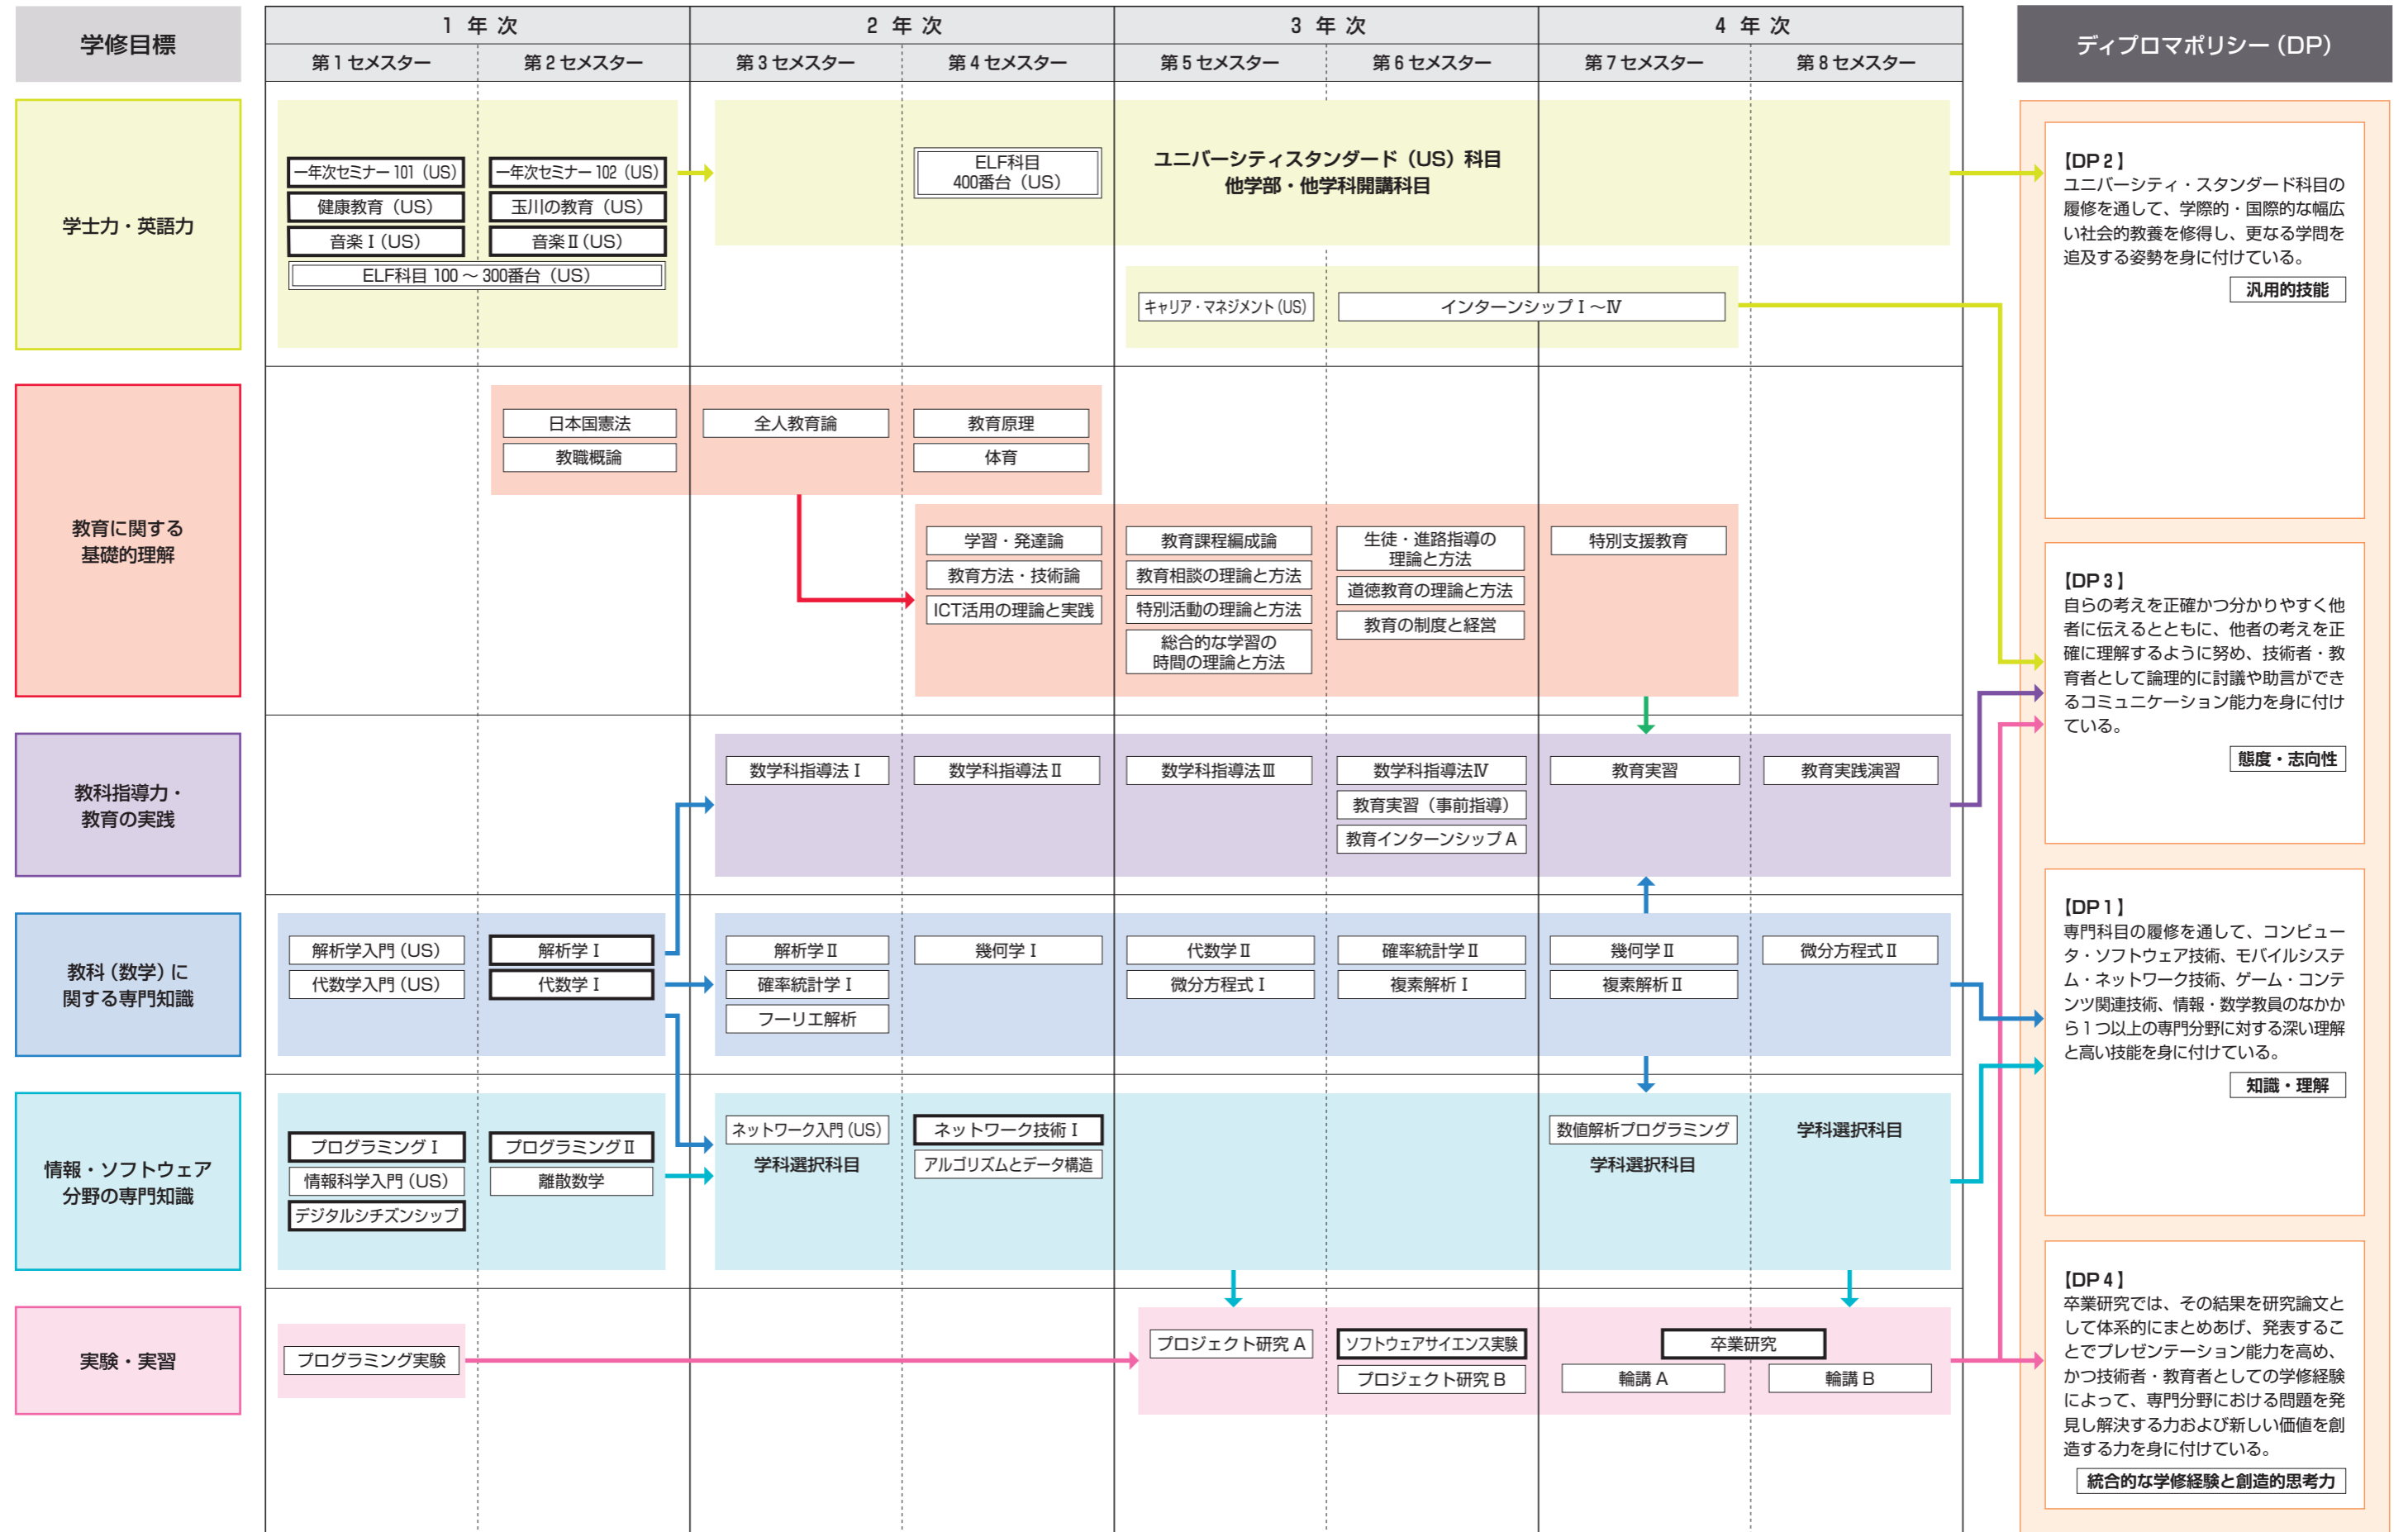 学修目標
1 年 次
2 年 次
3 年 次
4 年 次
ディプロマポリシー（DP）
第1セメスター
第2セメスター
第3セメスター
第4セメスター
第5セメスター
第6セメスター
第7セメスター
第8セメスター
学士力・英語力
一年次セミナー 101（US）
健康教育（US）
音楽Ⅰ（US）
一年次セミナー 102（US）
玉川の教育（US）
音楽Ⅱ（US）
ELF科目 100 ～ 300番台（US）
ELF科目
400番台（US）
ユニバーシティスタンダード（US）科目
他学部・他学科開講科目
キャリア・マネジメント（US）
インターンシップⅠ～Ⅳ
教育に関する
基礎的理解
日本国憲法
教職概論
全人教育論
教育原理
体育
学習・発達論
教育方法・技術論
ICT活用の理論と実践
教育課程編成論
教育相談の理論と方法
特別活動の理論と方法
総合的な学習の
時間の理論と方法
生徒・進路指導の
理論と方法
道徳教育の理論と方法
教育の制度と経営
特別支援教育
教科指導力・
教育の実践
数学科指導法Ⅰ
数学科指導法Ⅱ
数学科指導法Ⅲ
数学科指導法Ⅳ
教育実習（事前指導）
教育インターンシップA
教育実習
教育実践演習
教科（数学）に
関する専門知識
解析学入門（US）
代数学入門（US）
解析学Ⅰ
代数学Ⅰ
解析学Ⅱ
確率統計学Ⅰ
フーリエ解析
幾何学Ⅰ
代数学Ⅱ
微分方程式Ⅰ
確率統計学Ⅱ
複素解析Ⅰ
幾何学Ⅱ
複素解析Ⅱ
微分方程式Ⅱ
情報・ソフトウェア
分野の専門知識
プログラミングⅠ
情報科学入門（US）
デジタルシチズンシップ
プログラミングⅡ
離散数学
ネットワーク入門（US）
学科選択科目
ネットワーク技術Ⅰ
アルゴリズムとデータ構造
数値解析プログラミング
学科選択科目
学科選択科目
実験・実習
プログラミング実験
プロジェクト研究A
ソフトウェアサイエンス実験
プロジェクト研究B
卒業研究
輪講A
輪講B
【DP2】
ユニバーシティ・スタンダード科目の
履修を通して、学際的・国際的な幅広
い社会的教養を修得し、更なる学問を
追及する姿勢を身に付けている。
汎用的技能
【DP3】
自らの考えを正確かつ分かりやすく他
者に伝えるとともに、他者の考えを正
確に理解するように努め、技術者・教
育者として論理的に討議や助言ができ
るコミュニケーション能力を身に付け
ている。
態度・志向性
【DP1】
専門科目の履修を通して、コンピュー
タ・ソフトウェア技術、モバイルシステ
ム・ネットワーク技術、ゲーム・コンテ
ンツ関連技術、情報・数学教員のなかか
ら1つ以上の専門分野に対する深い理解
と高い技能を身に付けている。
知識・理解
【DP4】
卒業研究では、その結果を研究論文と
して体系的にまとめあげ、発表するこ
とでプレゼンテーション能力を高め、
かつ技術者・教育者としての学修経験
によって、専門分野における問題を発
見し解決する力および新しい価値を創
造する力を身に付けている。
統合的な学修経験と創造的思考力